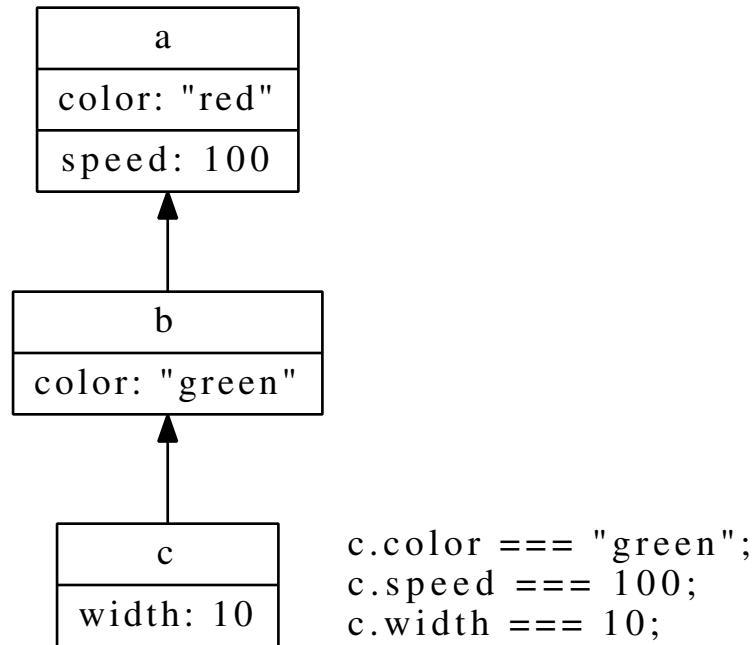 a
color: "red"
speed: 100
b
color: "green"
c
width: 10
c.color === "green";
c.speed === 100;
c.width === 10;